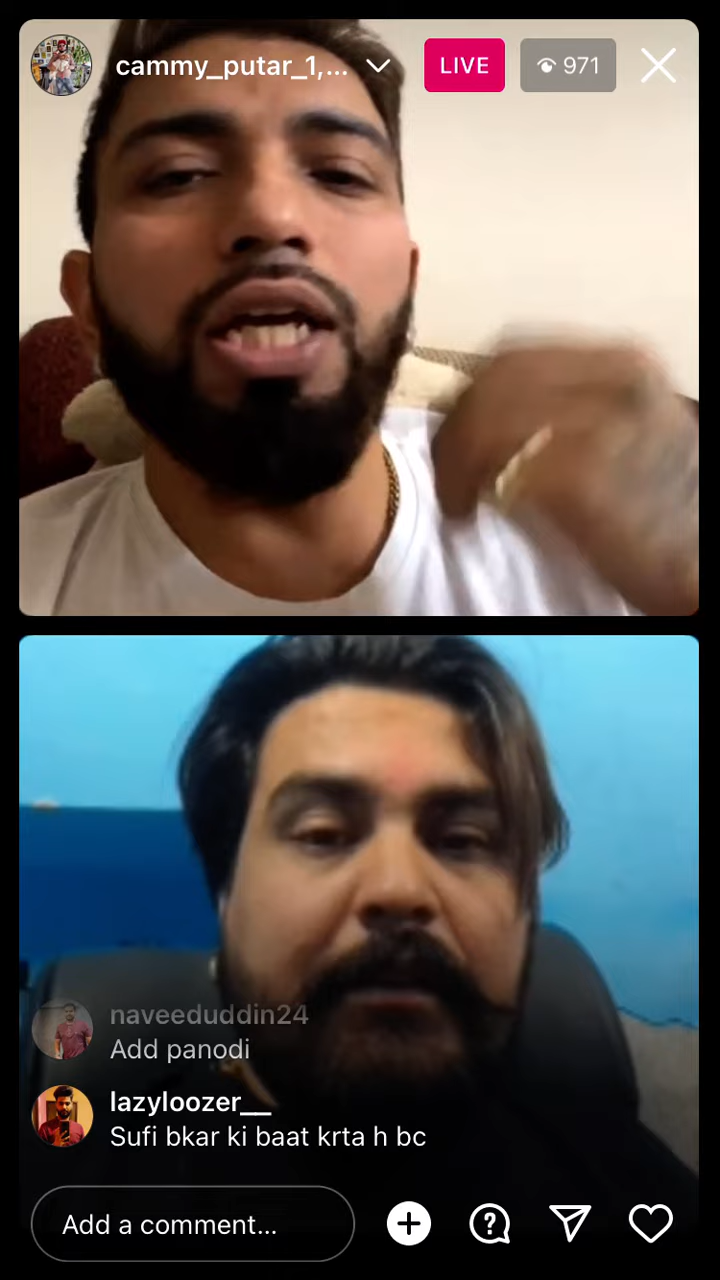 cammy_putar_1,...
LIVE
971
naveeduddin24
Add panodi
lazyloozer__
Sufi bkar ki baat krta h bc
Add a comment...